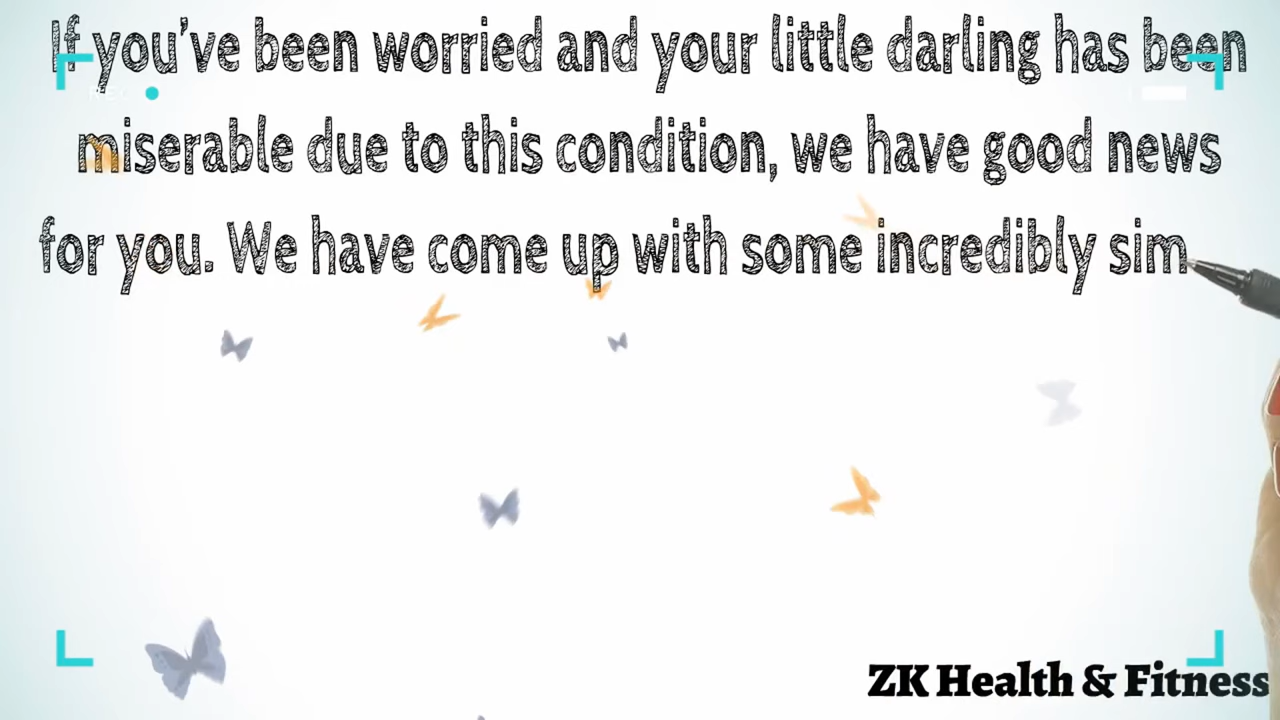 If you've been worried and your little darling has been
miserable due to this condition, we have good news
for you. We have come up with some incredibly sim
ZK Health & Fitness